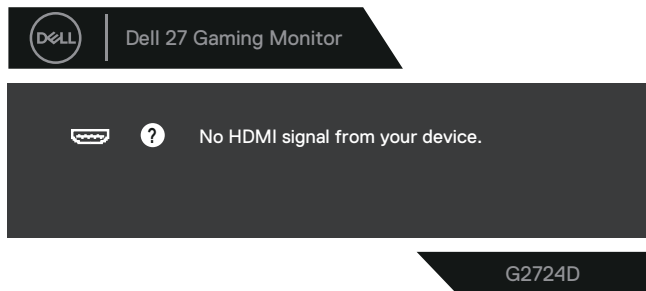 DELL
Dell 27 Gaming Monitor
? No HDMI signal from your device.
G2724D